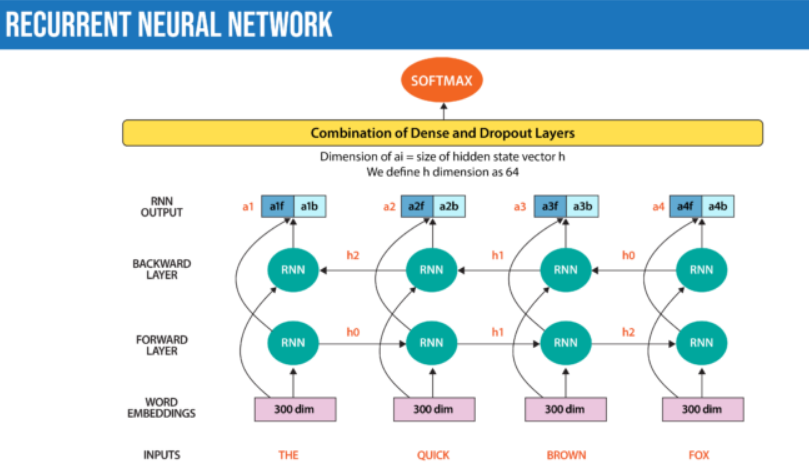 RECURRENT NEURAL NETWORK
SOFTMAX
Combination of Dense and Dropout Layers
Dimension of ai = size of hidden state vector h
We define h dimension as 64
RNN
OUTPUT
a1 a1f a1b a2 a2f a2b a3 a3f a3b a4 a4f a4b
BACKWARD
LAYER
RNN h2 RNN h1 RNN h0 RNN
FORWARD
LAYER
RNN h0 RNN h1 RNN h2 RNN
WORD
EMBEDDINGS
300 dim 300 dim 300 dim 300 dim
INPUTS THE QUICK BROWN FOX